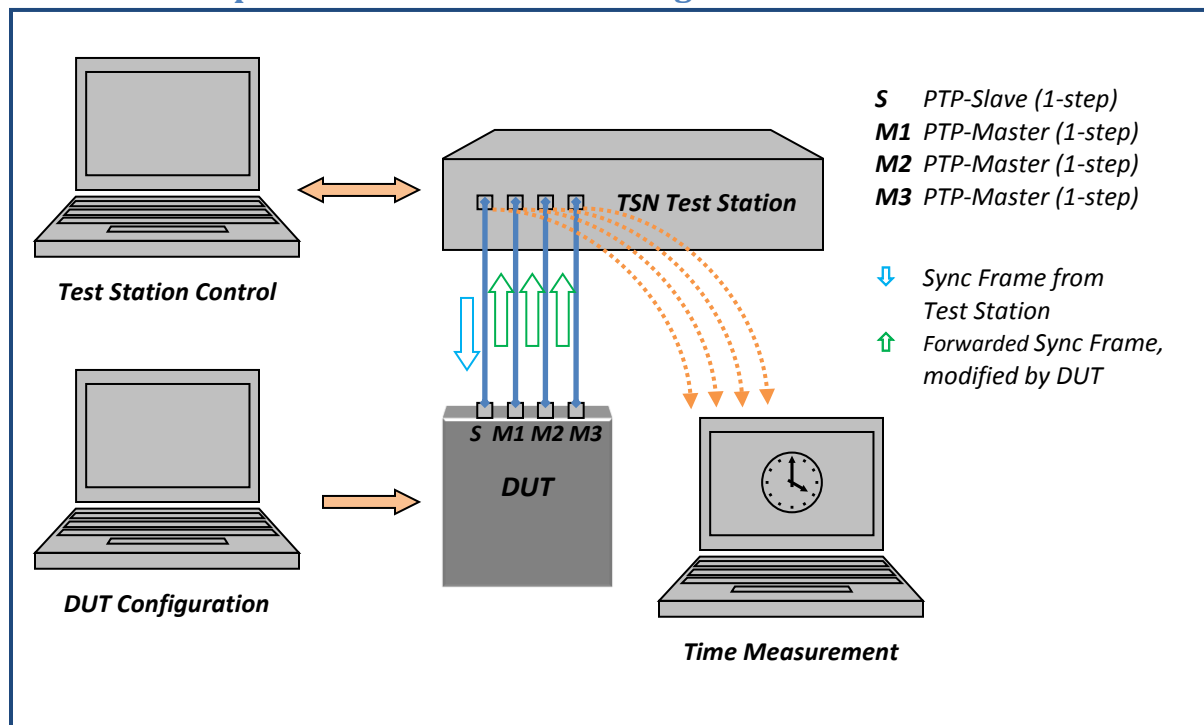 S PTP-Slave (1-step)
M1 PTP-Master (1-step)
M2 PTP-Master (1-step)
M3 PTP-Master (1-step)
TSN Test Station
Test Station Control
Sync Frame from
Test Station
Forwarded Sync Frame,
modified by DUT
S M1 M2 M3
DUT
DUT Configuration
Time Measurement